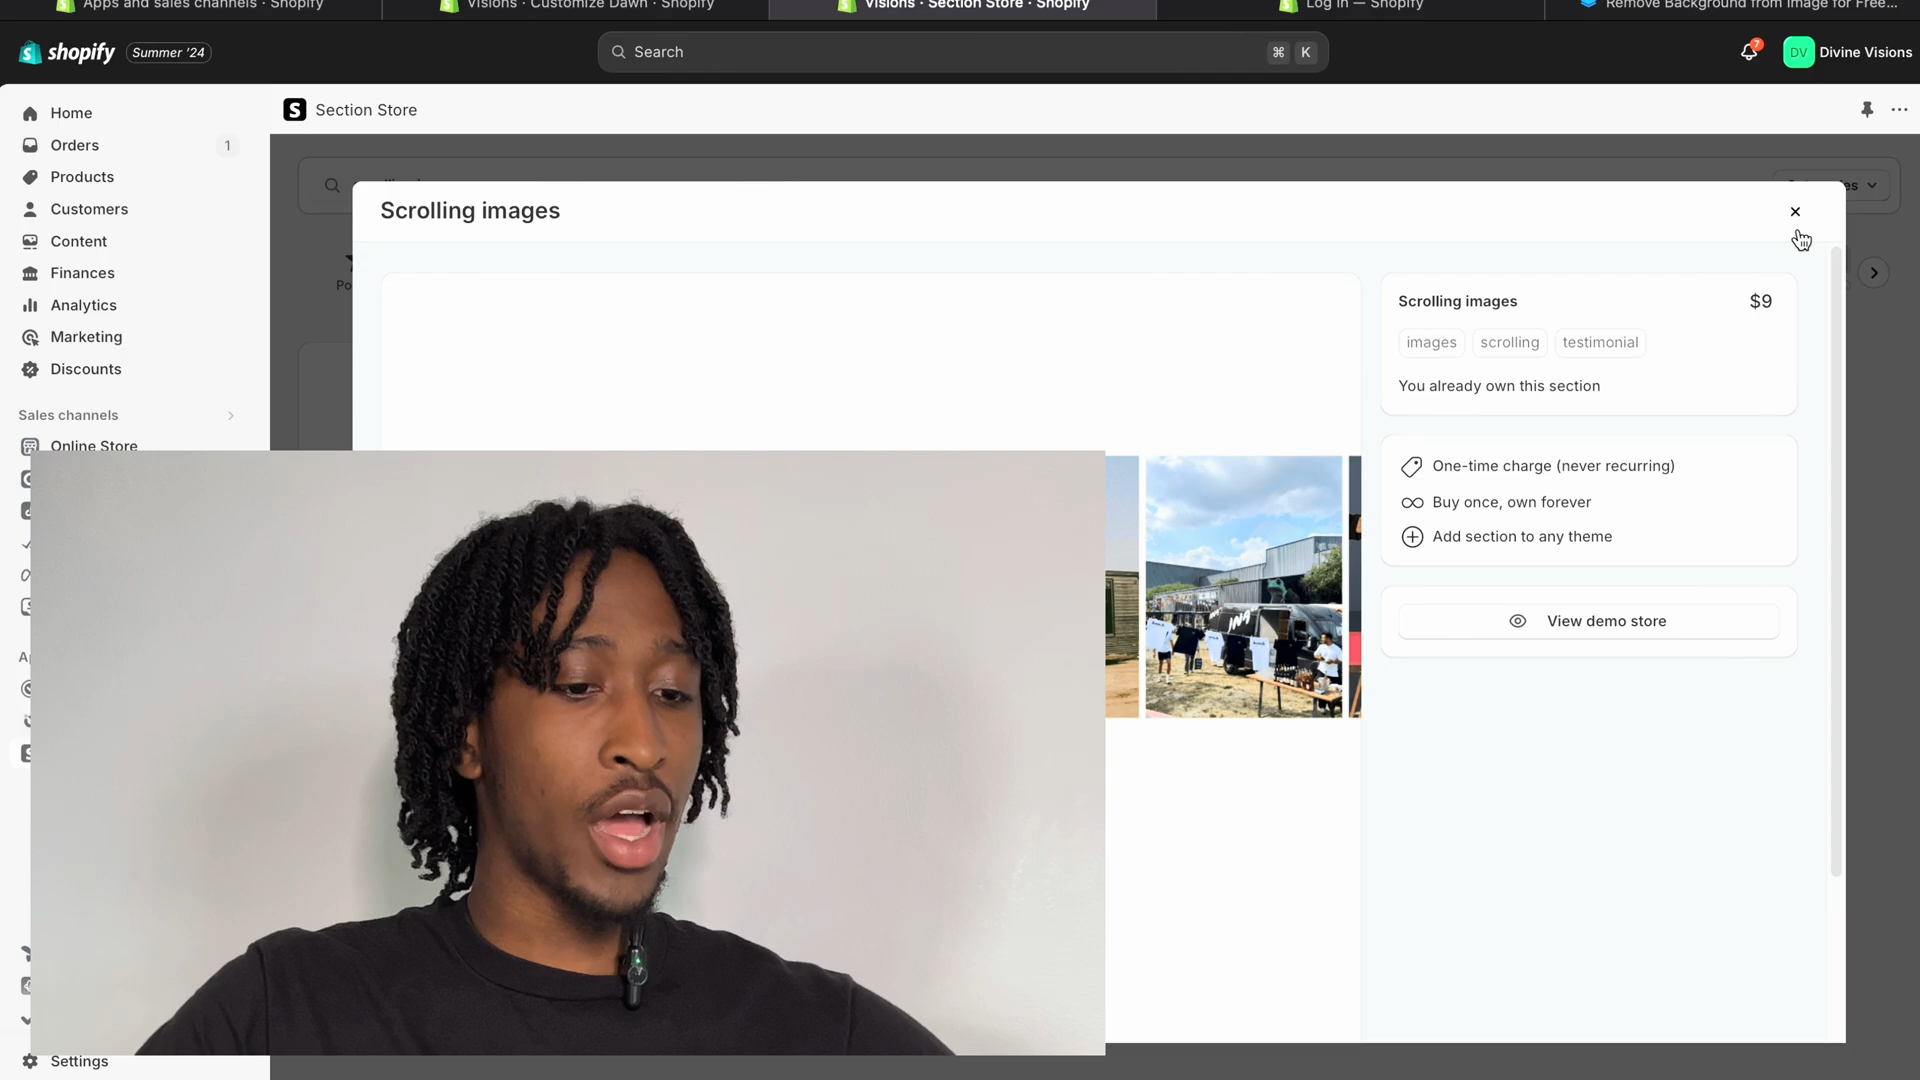 Apps and sales channels · Shopify
Visions · Customize Dawn · Shopify
Visions · Section Store · Shopify
Log in — Shopify
Remove Background from Image for Free...
shopify
Summer '24
Search
⌘ K
7
DV
Divine Visions
Home
Orders
1
Products
Customers
Content
Finances
Analytics
Marketing
Discounts
Sales channels
Online Store
Settings
Section Store
Scrolling images
Scrolling images
$9
images
scrolling
testimonial
You already own this section
One-time charge (never recurring)
Buy once, own forever
Add section to any theme
View demo store